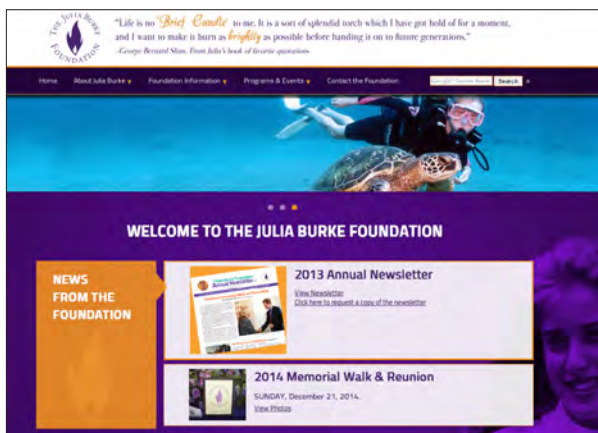 THE JULIA BURKE
FOUNDATION
"Life is no "Brief Candle" to me. It is a sort of splendid torch which I have got hold of for a moment,
and I want to make it burn as brightly as possible before handing it on to future generations."
-George Bernard Shaw. From Julia's book of favorite quotations
Home About Julia Burke Foundation Information Programs & Events Contact the Foundation Search
WELCOME TO THE JULIA BURKE FOUNDATION
NEWS
FROM THE
FOUNDATION
2013 Annual Newsletter
View Newsletter
Click here to request a copy of the newsletter
Annual Newsletter
2014 Memorial Walk & Reunion
SUNDAY, December 21, 2014.
View Photos